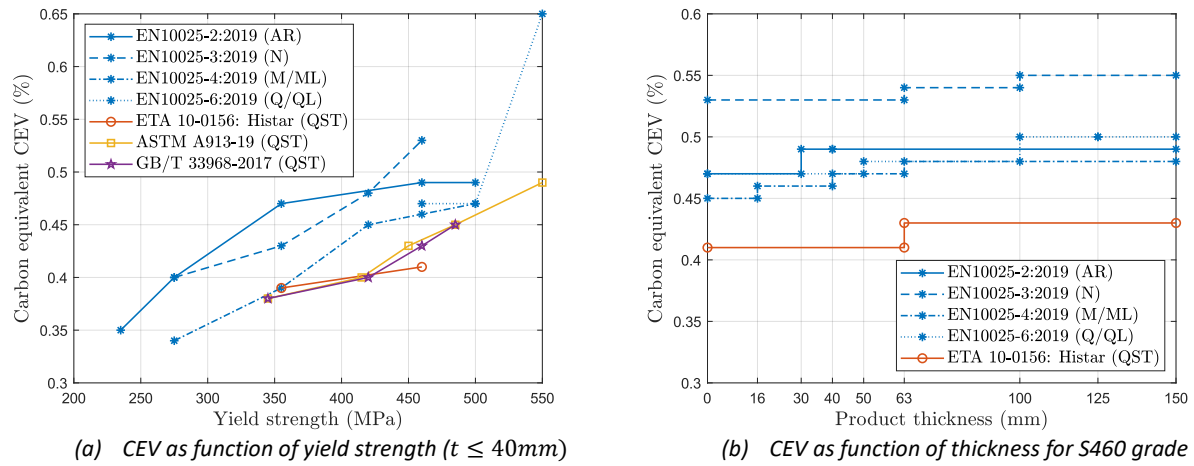 0.65
0.6
0.55
0.5
0.45
0.4
0.35
0.3
Carbon equivalent CEV (%)
EN10025-2:2019 (AR)
EN10025-3:2019 (N)
EN10025-4:2019 (M/ML)
EN10025-6:2019 (Q/QL)
ETA 10-0156: Histar (QST)
ASTM A913-19 (QST)
GB/T 33968-2017 (QST)
200 250 300 350 400 450 500 550
Yield strength (MPa)
(a) CEV as function of yield strength (t ≤ 40mm)
0.6
0.55
0.5
0.45
0.4
0.35
0.3
Carbon equivalent CEV (%)
EN10025-2:2019 (AR)
EN10025-3:2019 (N)
EN10025-4:2019 (M/ML)
EN10025-6:2019 (Q/QL)
ETA 10-0156: Histar (QST)
0 16 30 40 50 63 100 125 150
Product thickness (mm)
(b) CEV as function of thickness for S460 grade